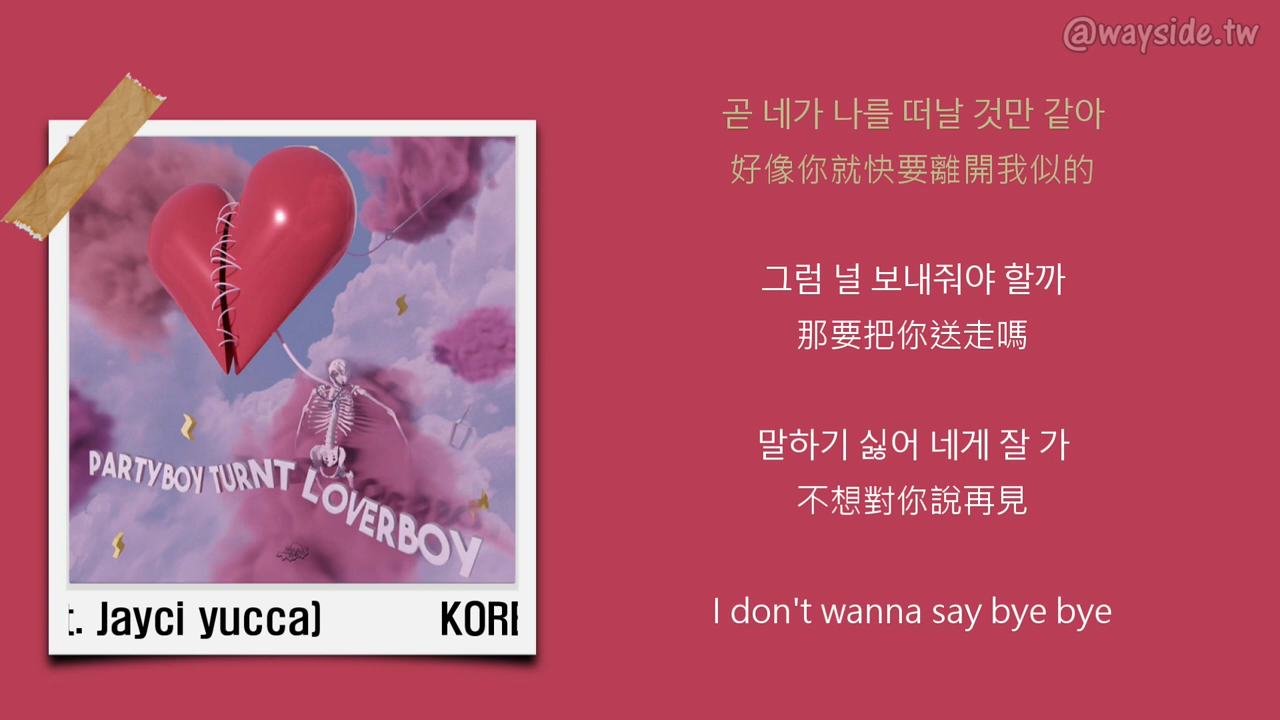 @wayside.tw
곧 네가 나를 떠날 것만 같아
好像你就快要離開我似的
그럼 널 보내줘야 할까
那要把你送走嗎
말하기 싫어 네게 잘 가
不想對你說再見
I don't wanna say bye bye
PARTYBOY TURNT LOVERBOY
t. Jayci yucca) KORE